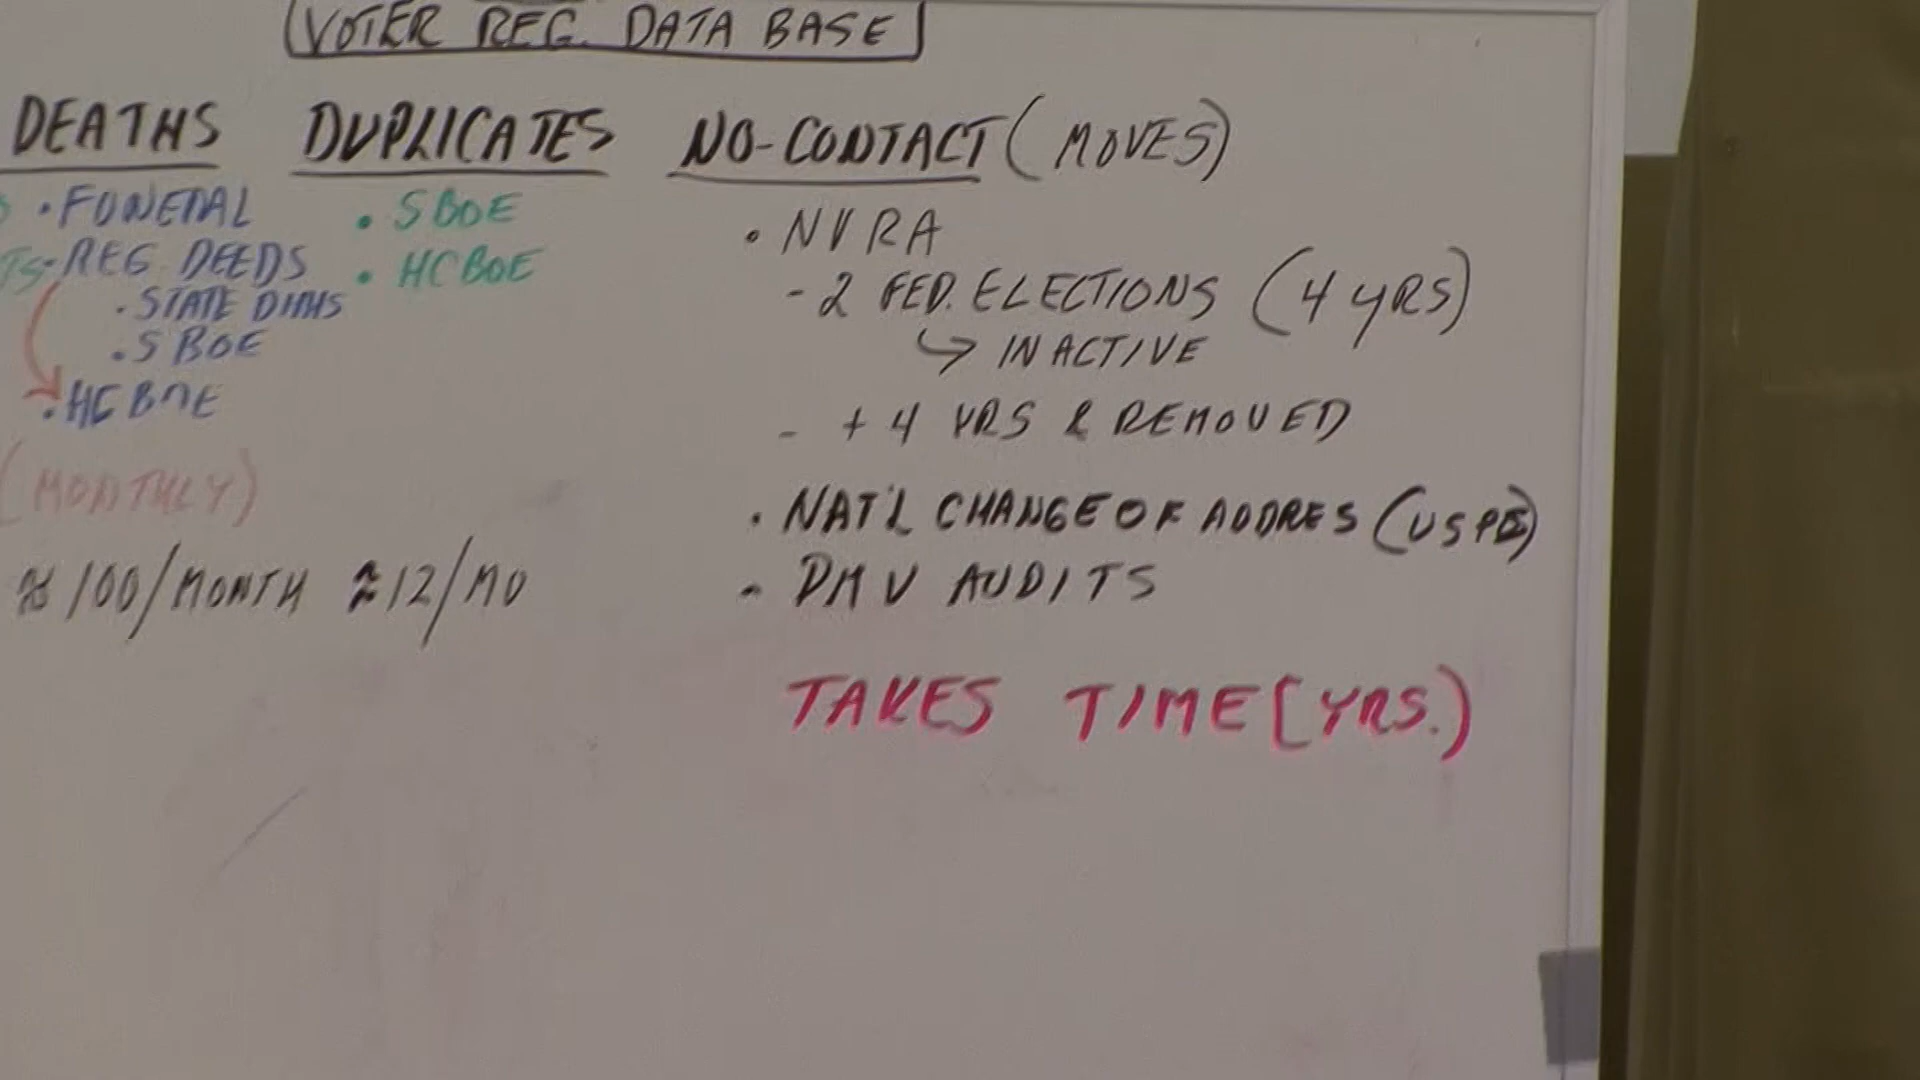 VOTER REG. DATA BASE
DEATHS
• FUNERAL
• REG DEEDS
• STATE DHHS
• SBOE
• HCBOE
(MONTHLY)
≈ 100/MONTH
DUPLICATES
• SBOE
• HCBOE
≈ 12/MO
NO-CONTACT (MOVES)
• NVRA
- 2 FED. ELECTIONS (4 YRS)
↳ INACTIVE
- + 4 YRS & REMOVED
• NAT'L CHANGE OF ADDRES (USPS)
- DMV AUDITS
TAKES TIME (YRS.)